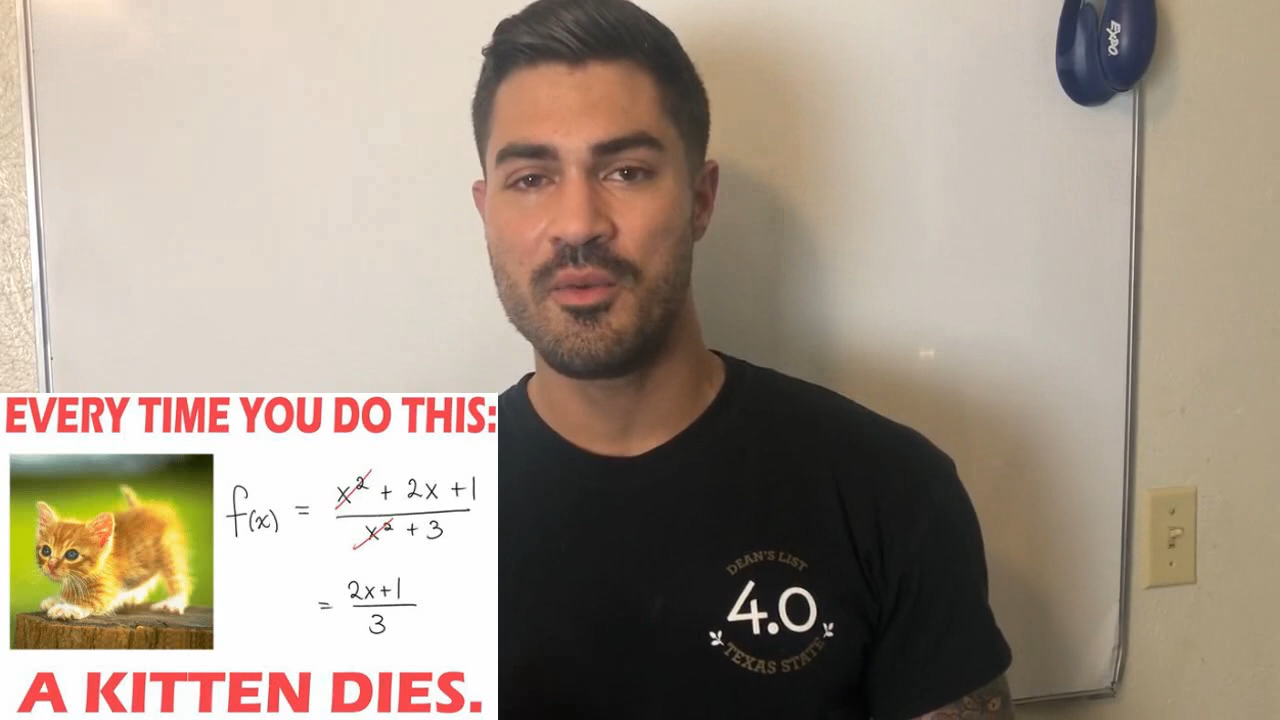 EXPO
EVERY TIME YOU DO THIS:
f(x) = x² + 2x + 1
x² + 3
= 2x+1
3
A KITTEN DIES.
DEAN'S LIST
4.0
TEXAS STATE